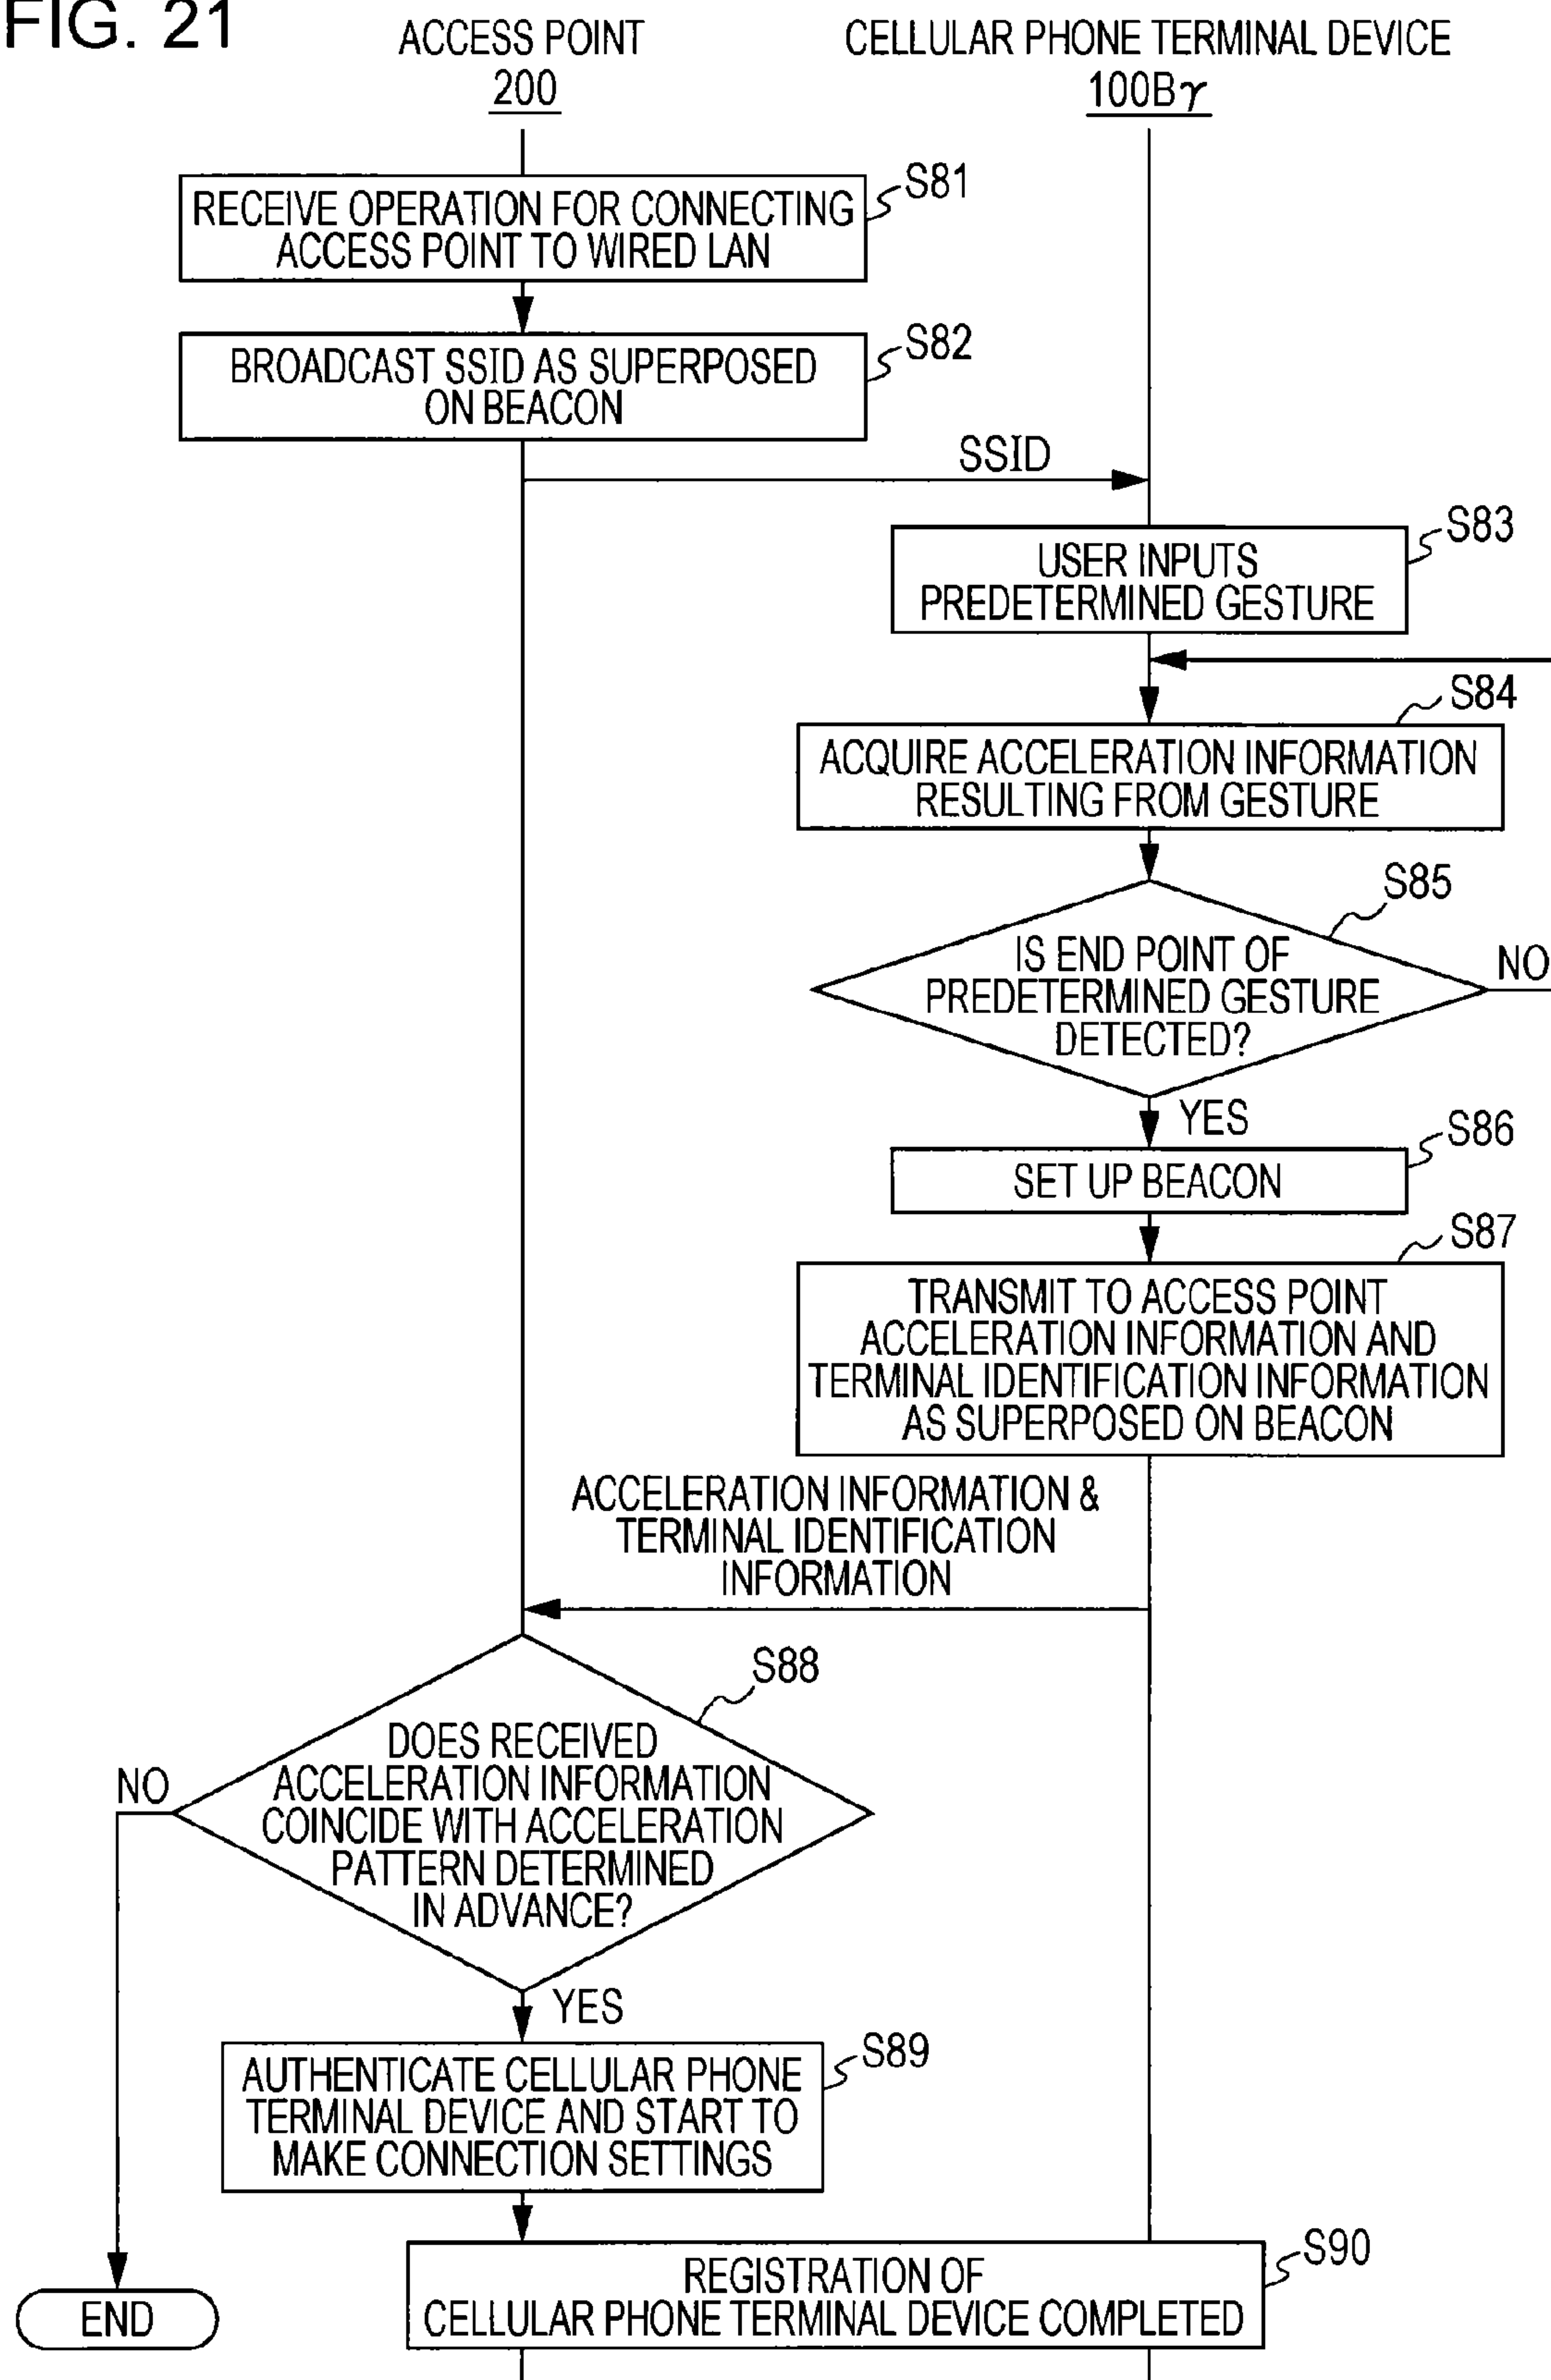 FIG. 21
ACCESS POINT
200
CELLULAR PHONE TERMINAL DEVICE
100Bγ
S81
RECEIVE OPERATION FOR CONNECTING
ACCESS POINT TO WIRED LAN
S82
BROADCAST SSID AS SUPERPOSED
ON BEACON
SSID
S83
USER INPUTS
PREDETERMINED GESTURE
S84
ACQUIRE ACCELERATION INFORMATION
RESULTING FROM GESTURE
S85
IS END POINT OF
PREDETERMINED GESTURE
DETECTED?
NO
YES
S86
SET UP BEACON
S87
TRANSMIT TO ACCESS POINT
ACCELERATION INFORMATION AND
TERMINAL IDENTIFICATION INFORMATION
AS SUPERPOSED ON BEACON
ACCELERATION INFORMATION &
TERMINAL IDENTIFICATION
INFORMATION
S88
DOES RECEIVED
ACCELERATION INFORMATION
COINCIDE WITH ACCELERATION
PATTERN DETERMINED
IN ADVANCE?
NO
YES
S89
AUTHENTICATE CELLULAR PHONE
TERMINAL DEVICE AND START TO
MAKE CONNECTION SETTINGS
S90
REGISTRATION OF
CELLULAR PHONE TERMINAL DEVICE COMPLETED
END